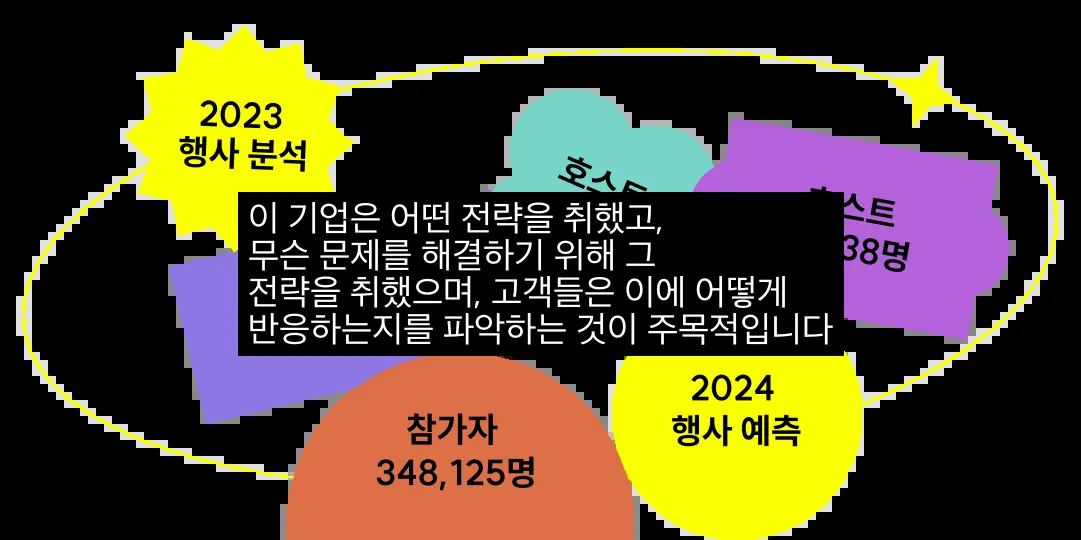 2023
행사 분석
호스트
스트
38명
이 기업은 어떤 전략을 취했고,
무슨 문제를 해결하기 위해 그
전략을 취했으며, 고객들은 이에 어떻게
반응하는지를 파악하는 것이 주목적입니다
2024
행사 예측
참가자
348,125명